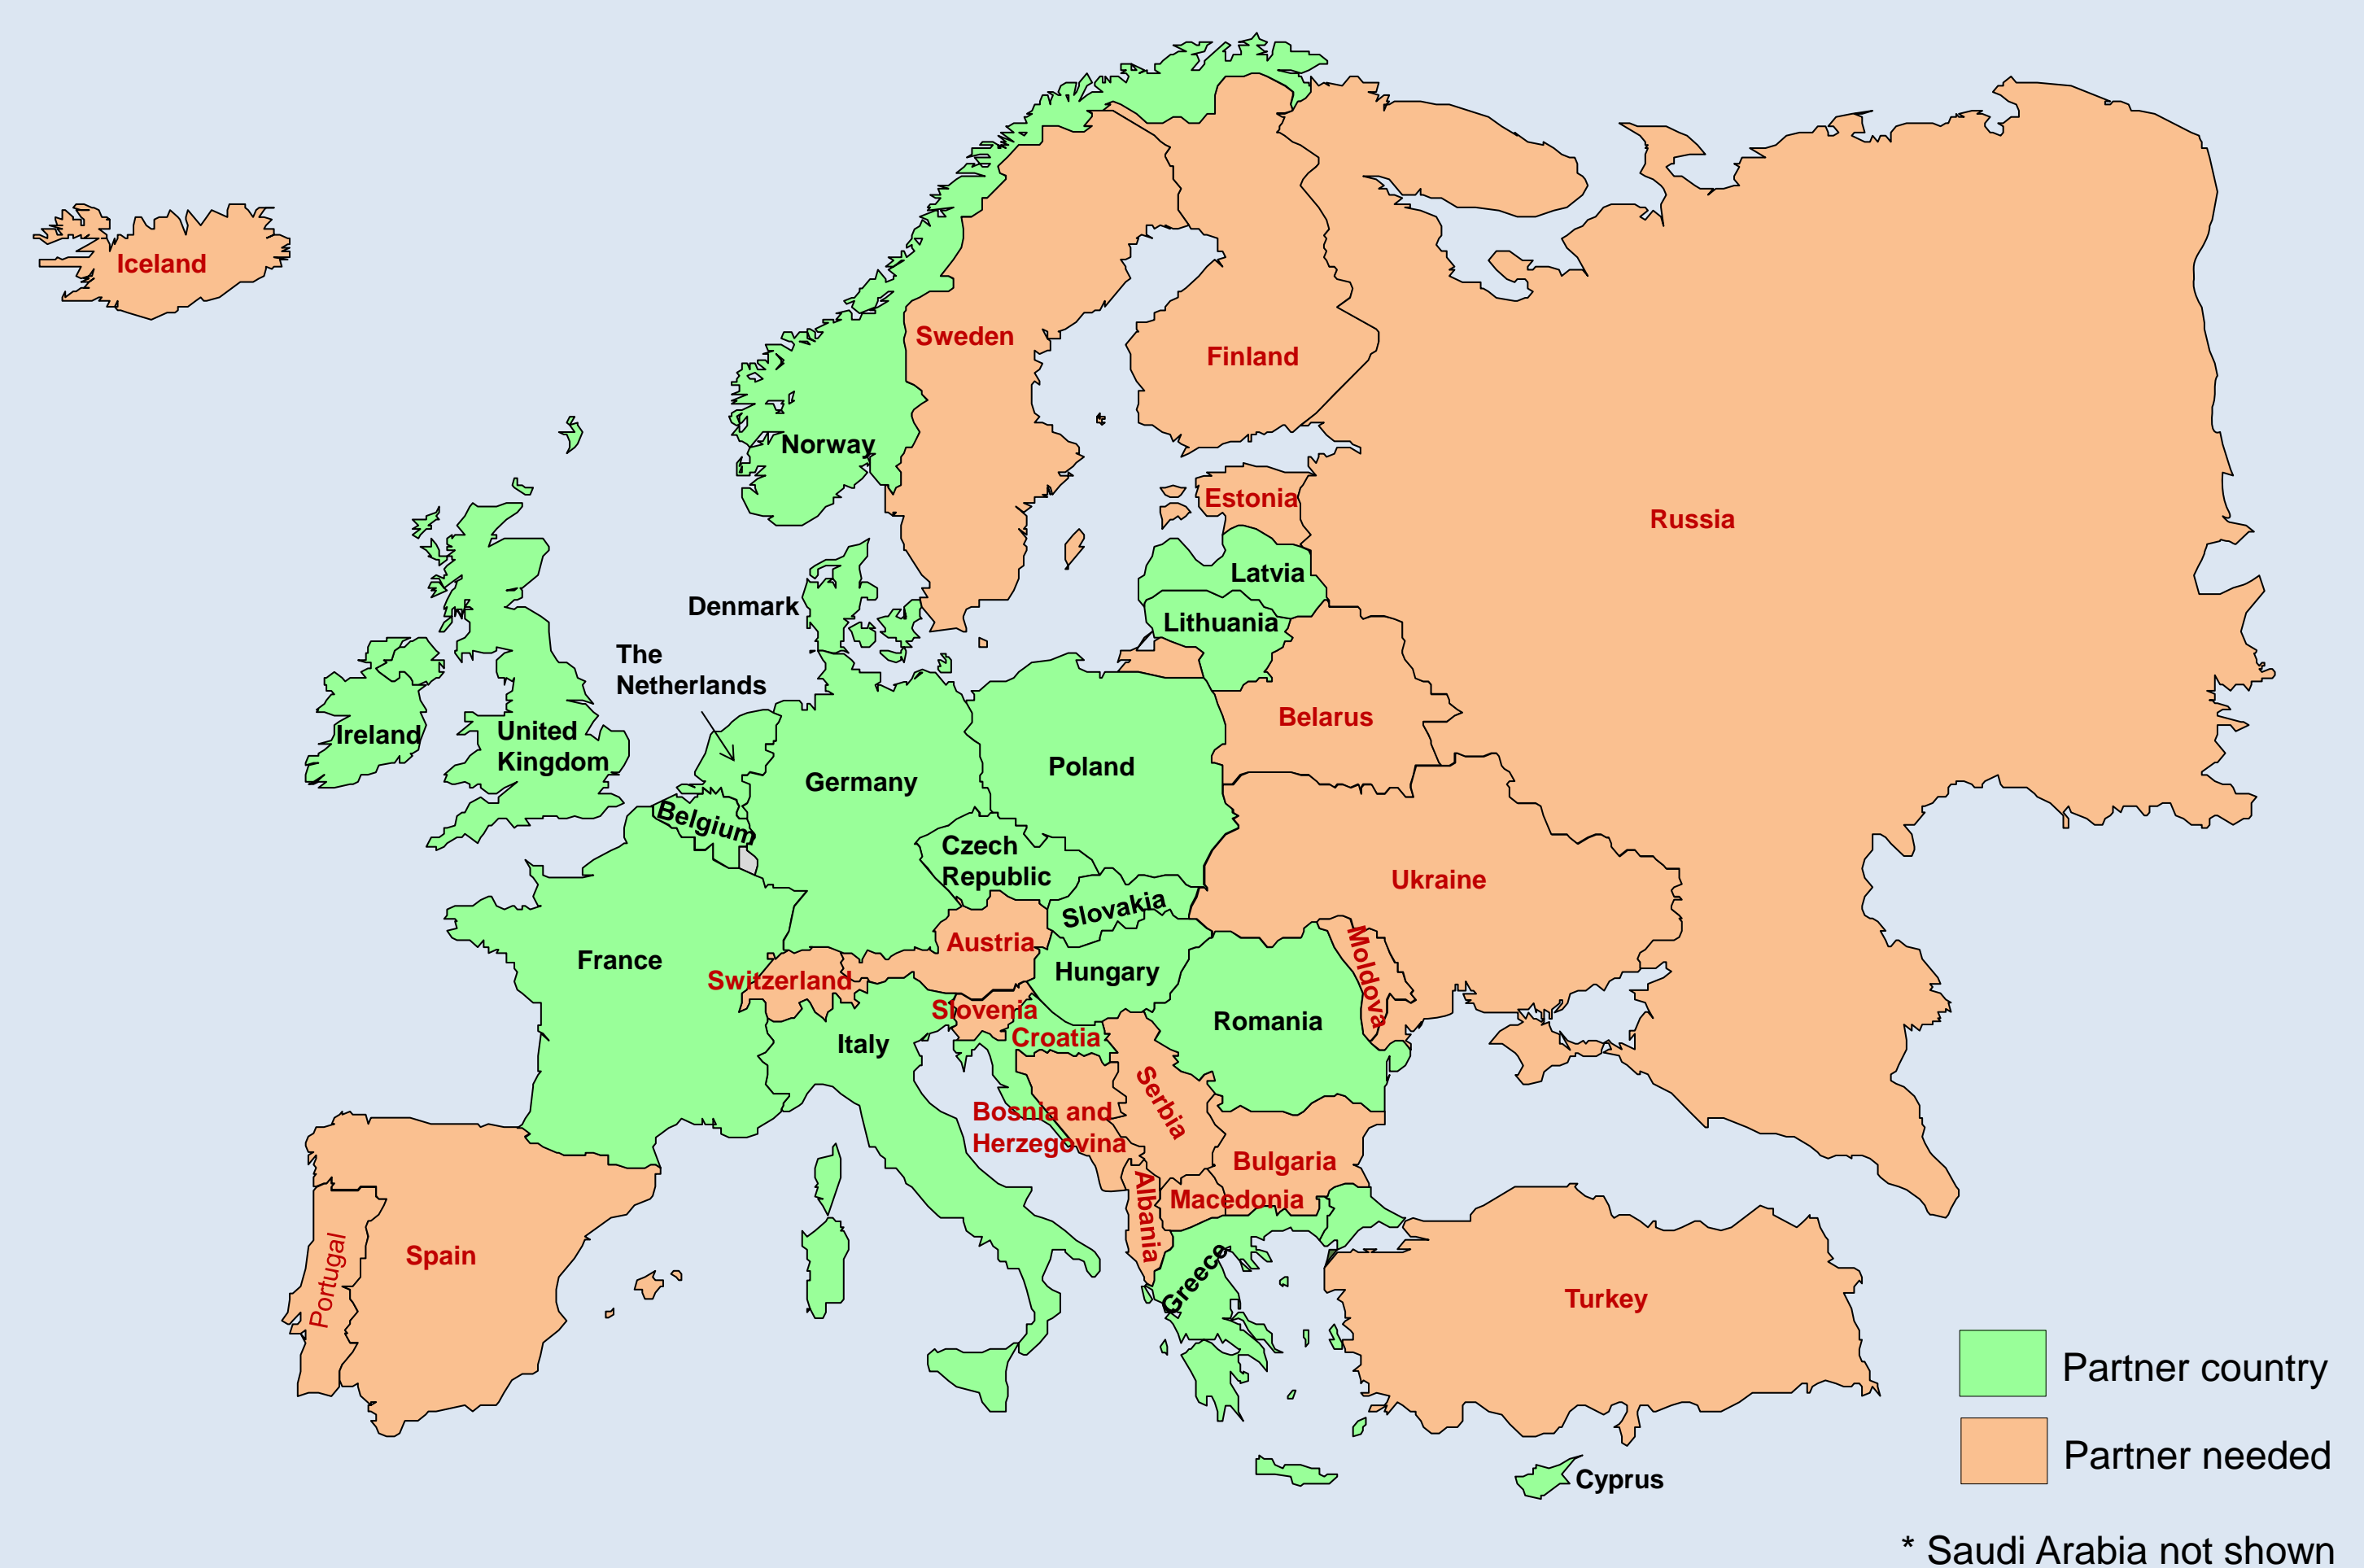 Iceland
Sweden
Finland
Norway
Estonia
Russia
Latvia
Denmark
Lithuania
The
Netherlands
Belarus
Ireland
United
Kingdom
Poland
Germany
Belgium
Czech
Republic
Ukraine
Slovakia
Austria
France
Hungary
Moldova
Switzerland
Slovenia
Romania
Croatia
Italy
Serbia
Bosnia and
Herzegovina
Bulgaria
Macedonia
Albania
Spain
Portugal
Greece
Turkey
Partner country
Partner needed
Cyprus
* Saudi Arabia not shown